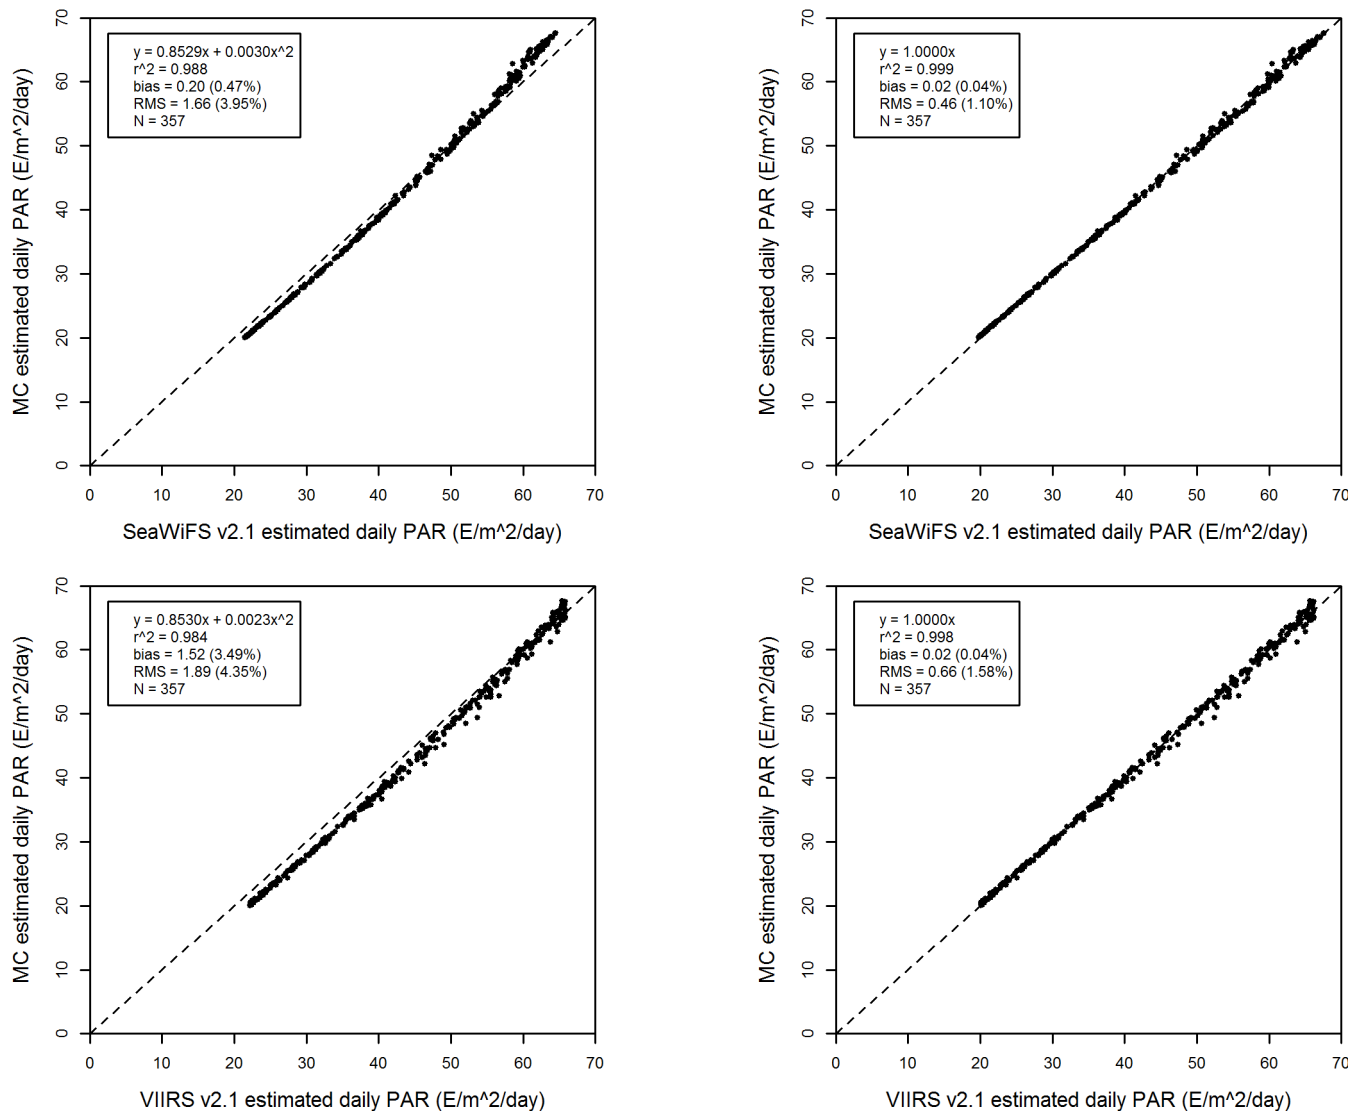 y = 0.8529x + 0.0030x^2
r^2 = 0.988
bias = 0.20 (0.47%)
RMS = 1.66 (3.95%)
N = 357
MC estimated daily PAR (E/m^2/day)
0 10 20 30 40 50 60 70
0 10 20 30 40 50 60 70
SeaWiFS v2.1 estimated daily PAR (E/m^2/day)
y = 1.0000x
r^2 = 0.999
bias = 0.02 (0.04%)
RMS = 0.46 (1.10%)
N = 357
MC estimated daily PAR (E/m^2/day)
0 10 20 30 40 50 60 70
0 10 20 30 40 50 60 70
SeaWiFS v2.1 estimated daily PAR (E/m^2/day)
y = 0.8530x + 0.0023x^2
r^2 = 0.984
bias = 1.52 (3.49%)
RMS = 1.89 (4.35%)
N = 357
MC estimated daily PAR (E/m^2/day)
0 10 20 30 40 50 60 70
0 10 20 30 40 50 60 70
VIIRS v2.1 estimated daily PAR (E/m^2/day)
y = 1.0000x
r^2 = 0.998
bias = 0.02 (0.04%)
RMS = 0.66 (1.58%)
N = 357
MC estimated daily PAR (E/m^2/day)
0 10 20 30 40 50 60 70
0 10 20 30 40 50 60 70
VIIRS v2.1 estimated daily PAR (E/m^2/day)